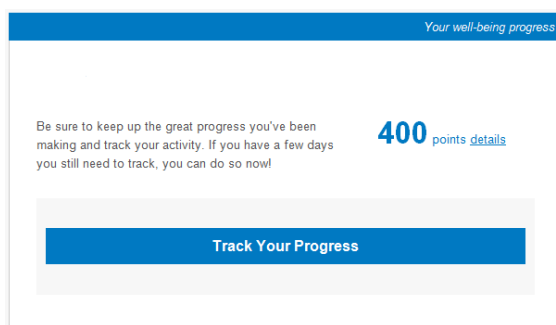 Your well-being progress
Be sure to keep up the great progress you've been
making and track your activity. If you have a few days
you still need to track, you can do so now!
400 points details
Track Your Progress